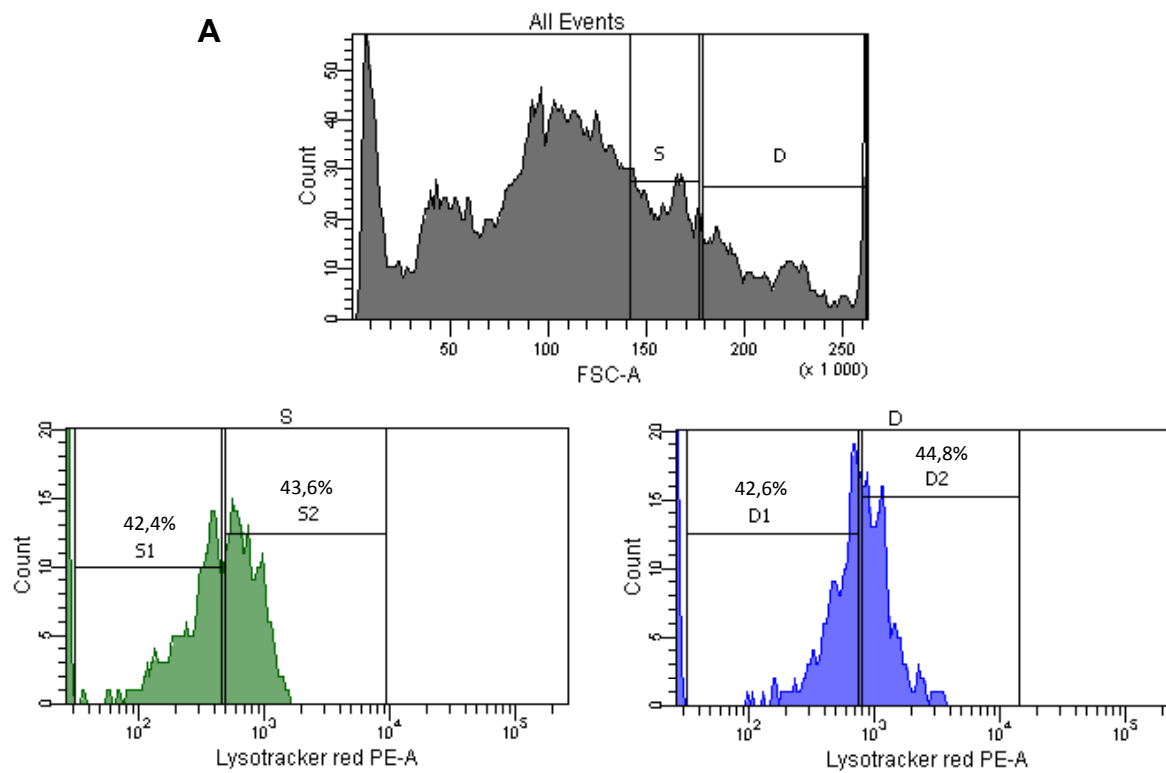 A
All Events
Count
50
40
30
20
10
0
S
D
50 100 150 200 250
(x 1 000)
FSC-A
S
Count
20
15
10
5
0
42,4%
S1
43,6%
S2
10² 10³ 10⁴ 10⁵
Lysotracker red PE-A
D
Count
20
15
10
5
0
42,6%
D1
44,8%
D2
10² 10³ 10⁴ 10⁵
Lysotracker red PE-A